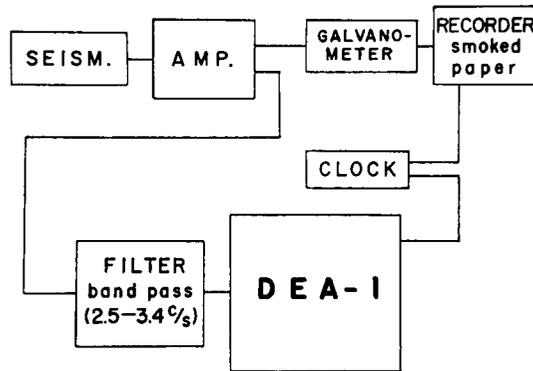 SEISM.
AMP.
GALVANO-
METER
RECORDER
smoked
paper
CLOCK
FILTER
band pass
(2.5—3.4 c/s)
DEA-1